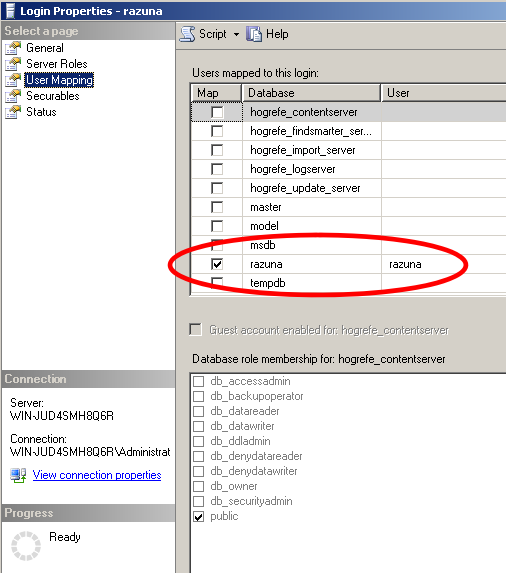 Login Properties - razuna
Select a page
General
Server Roles
User Mapping
Securables
Status
Script
Help
Users mapped to this login:
Map Database User
hogrefe_contentserver
hogrefe_findsmarter_ser...
hogrefe_import_server
hogrefe_logserver
hogrefe_update_server
master
model
msdb
razuna razuna
tempdb
Guest account enabled for: hogrefe_contentserver
Database role membership for: hogrefe_contentserver
db_accessadmin
db_backupoperator
db_datareader
db_datawriter
db_ddladmin
db_denydatareader
db_denydatawriter
db_owner
db_securityadmin
public
Connection
Server:
WIN-JUD4SMH8Q6R
Connection:
WIN-JUD4SMH8Q6R\Administrat
View connection properties
Progress
Ready